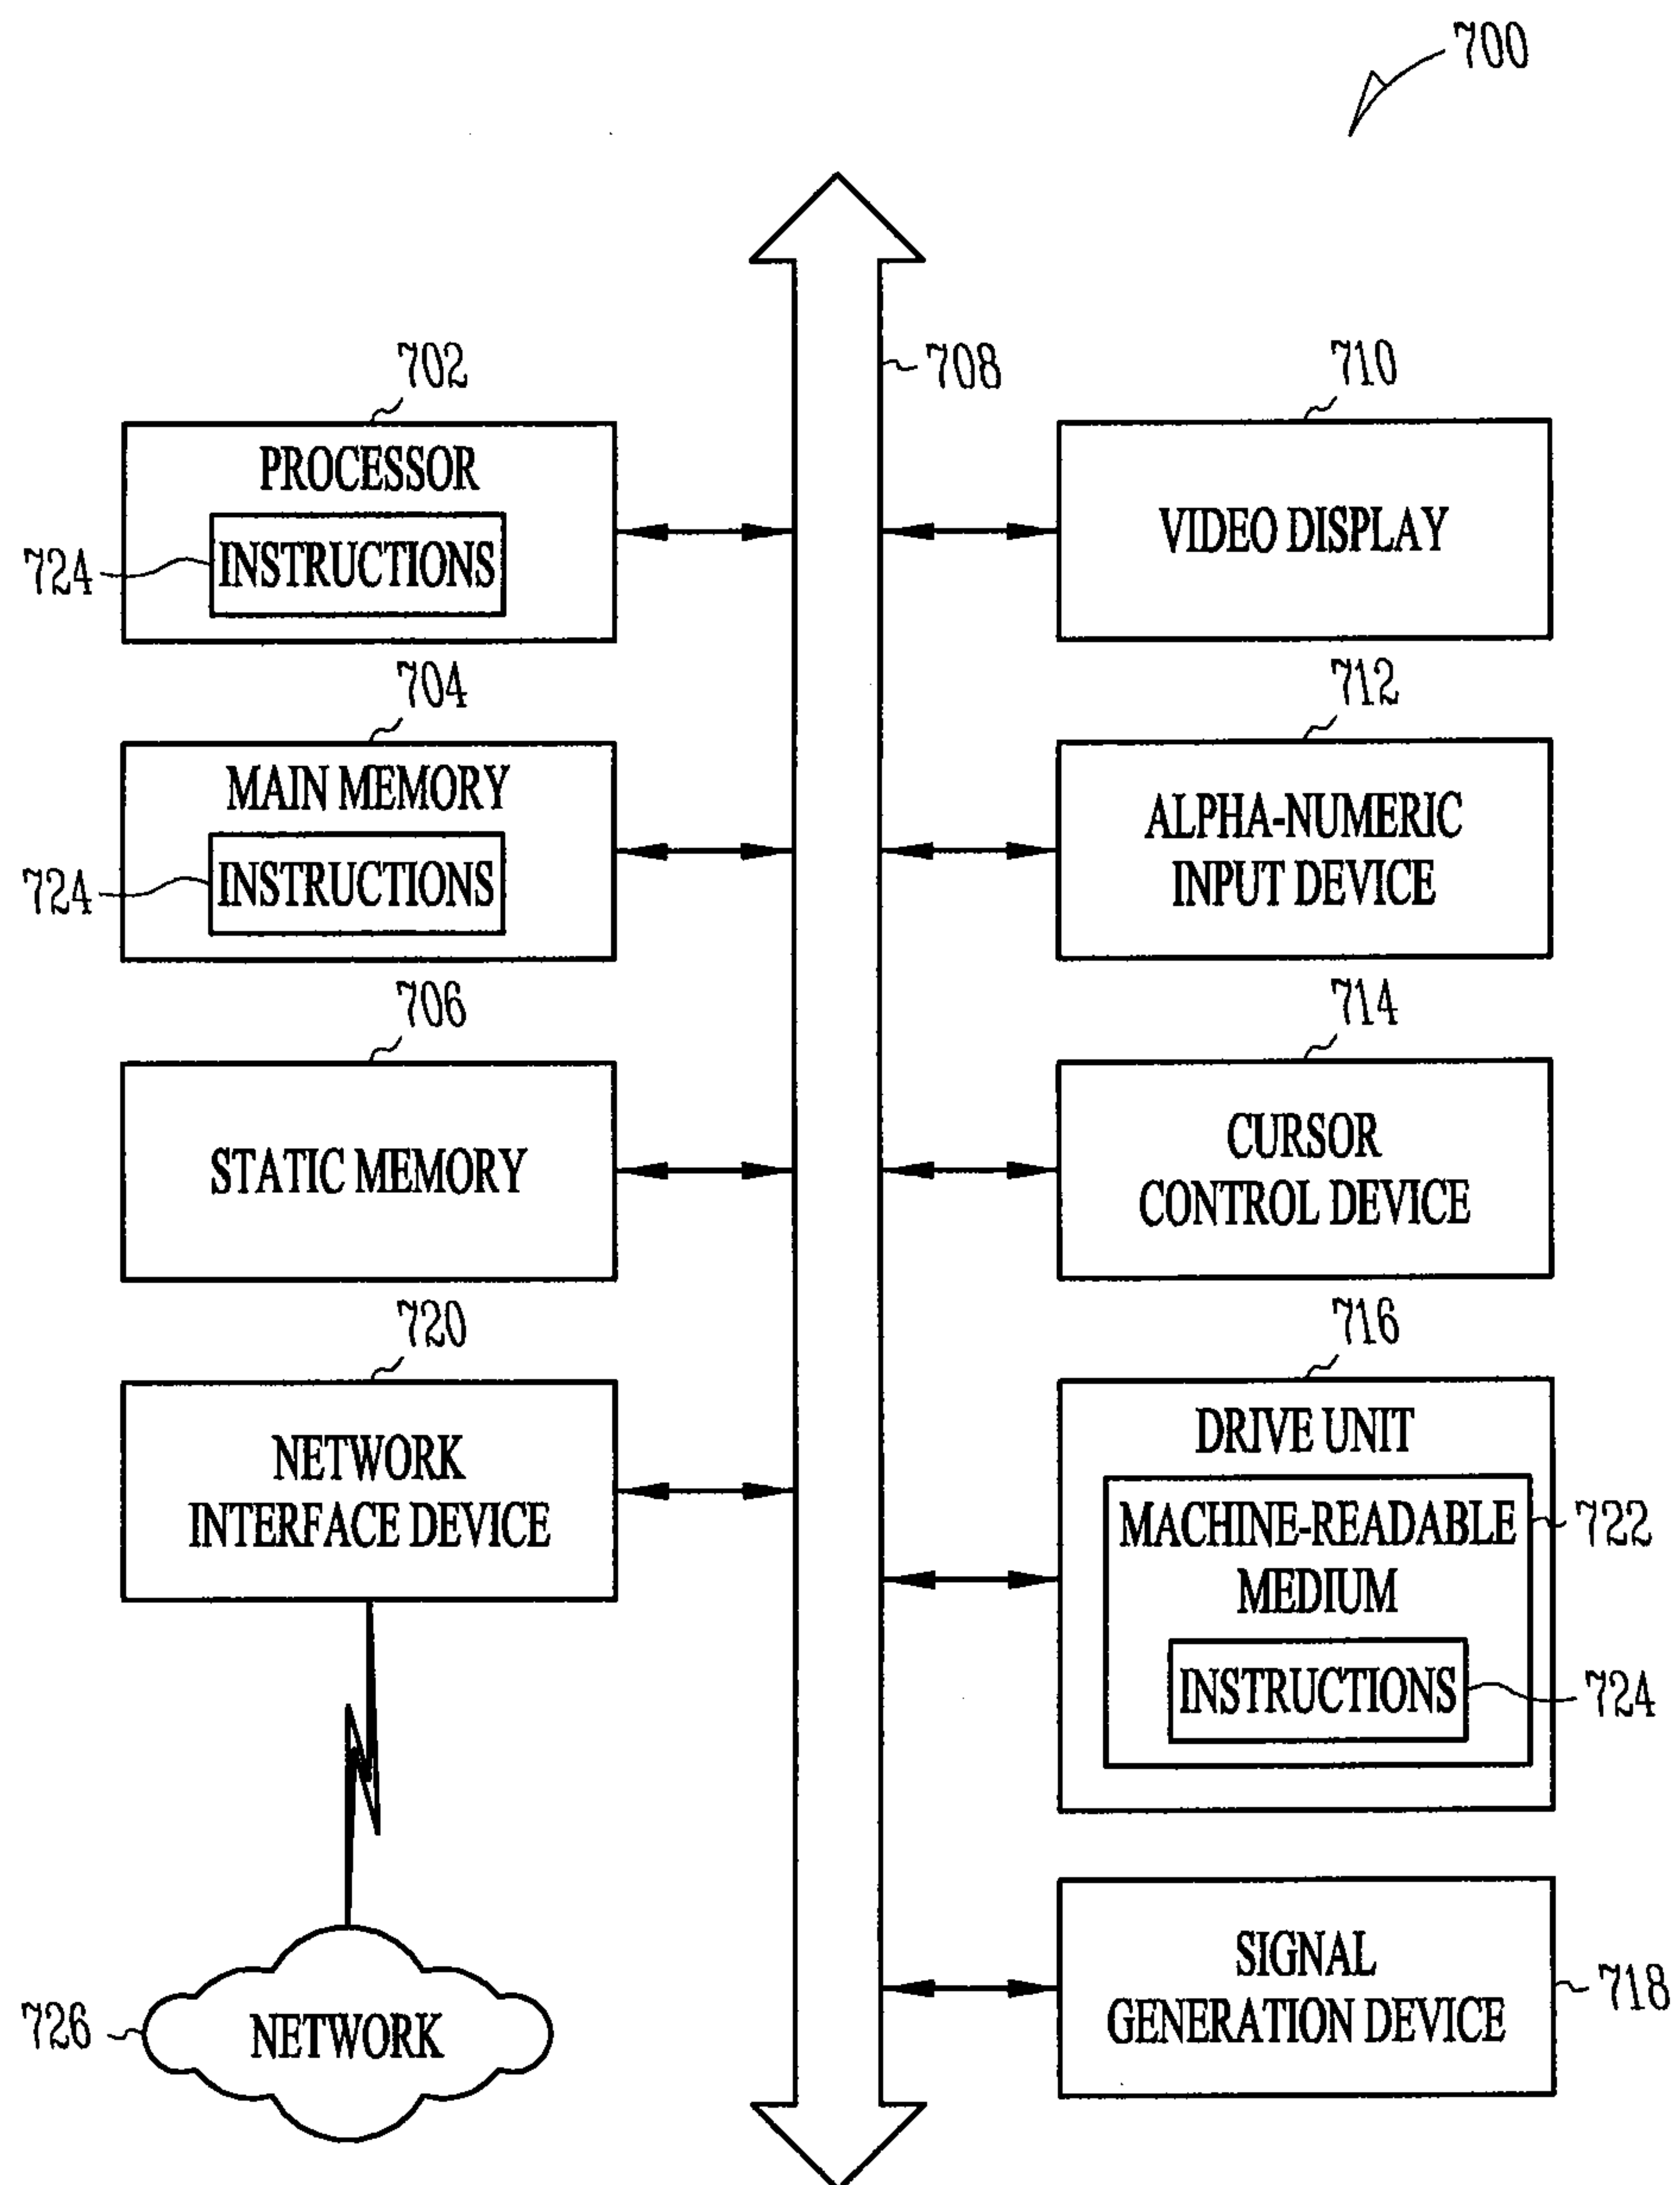 700
708
702
PROCESSOR
724
INSTRUCTIONS
704
MAIN MEMORY
724
INSTRUCTIONS
706
STATIC MEMORY
720
NETWORK
INTERFACE DEVICE
726
NETWORK
710
VIDEO DISPLAY
712
ALPHA-NUMERIC
INPUT DEVICE
714
CURSOR
CONTROL DEVICE
716
DRIVE UNIT
MACHINE-READABLE
MEDIUM
722
INSTRUCTIONS
724
SIGNAL
GENERATION DEVICE
718